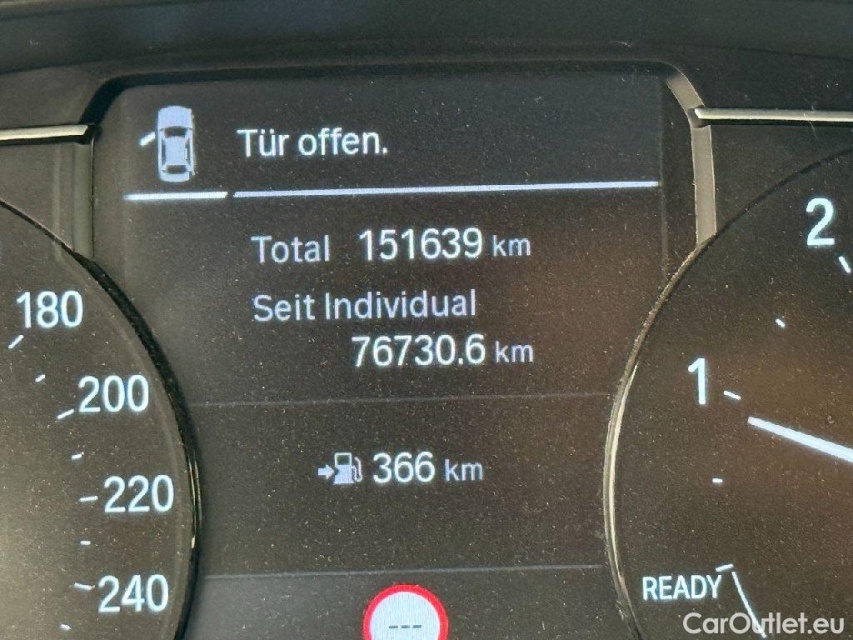 Tür offen.
Total 151639 km
Seit Individual
76730.6 km
366 km
180
200
220
240
2
1
READY
---
CarOutlet.eu